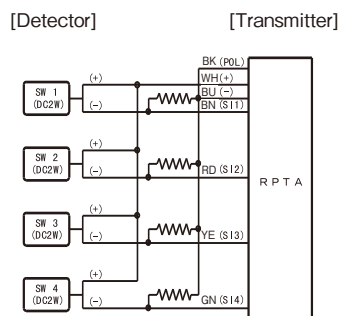 [Detector] [Transmitter]
BK (POL)
(+) WH(+)
BU (-)
SW 1
(DC2W)
(-) BN (SI1)
(+)
SW 2
(DC2W)
(-) RD (SI2)
RPTA
(+)
SW 3
(DC2W)
(-) YE (SI3)
(+)
SW 4
(DC2W)
(-) GN (SI4)